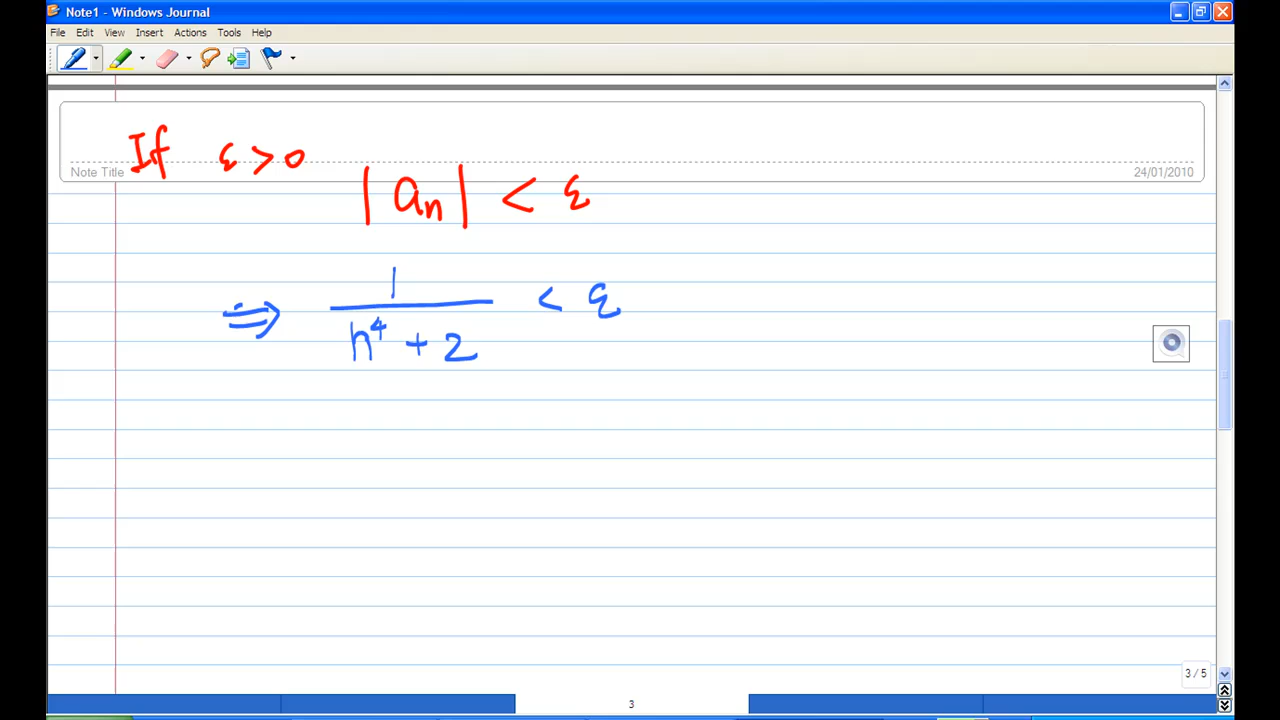 Note1 - Windows Journal
File Edit View Insert Actions Tools Help
If ε > 0
Note Title
24/01/2010
| aₙ | < ε
⇒ 1 / (n⁴ + 2) < ε
3 / 5
3